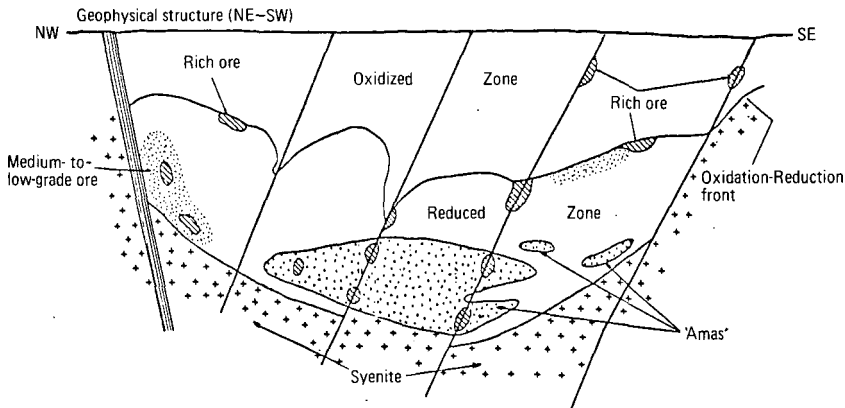 Geophysical structure (NE–SW)
NW
SE
Rich ore
Oxidized
Zone
Rich ore
Medium- to-
low-grade ore
Oxidation-Reduction
front
Reduced
Zone
'Amas'
Syenite